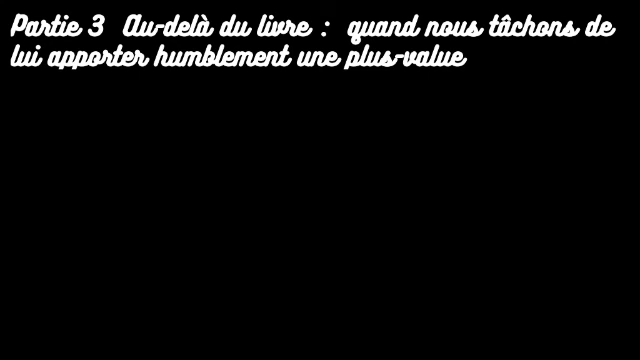 Partie 3 Au-delà du livre : quand nous tâchons de
lui apporter humblement une plus-value